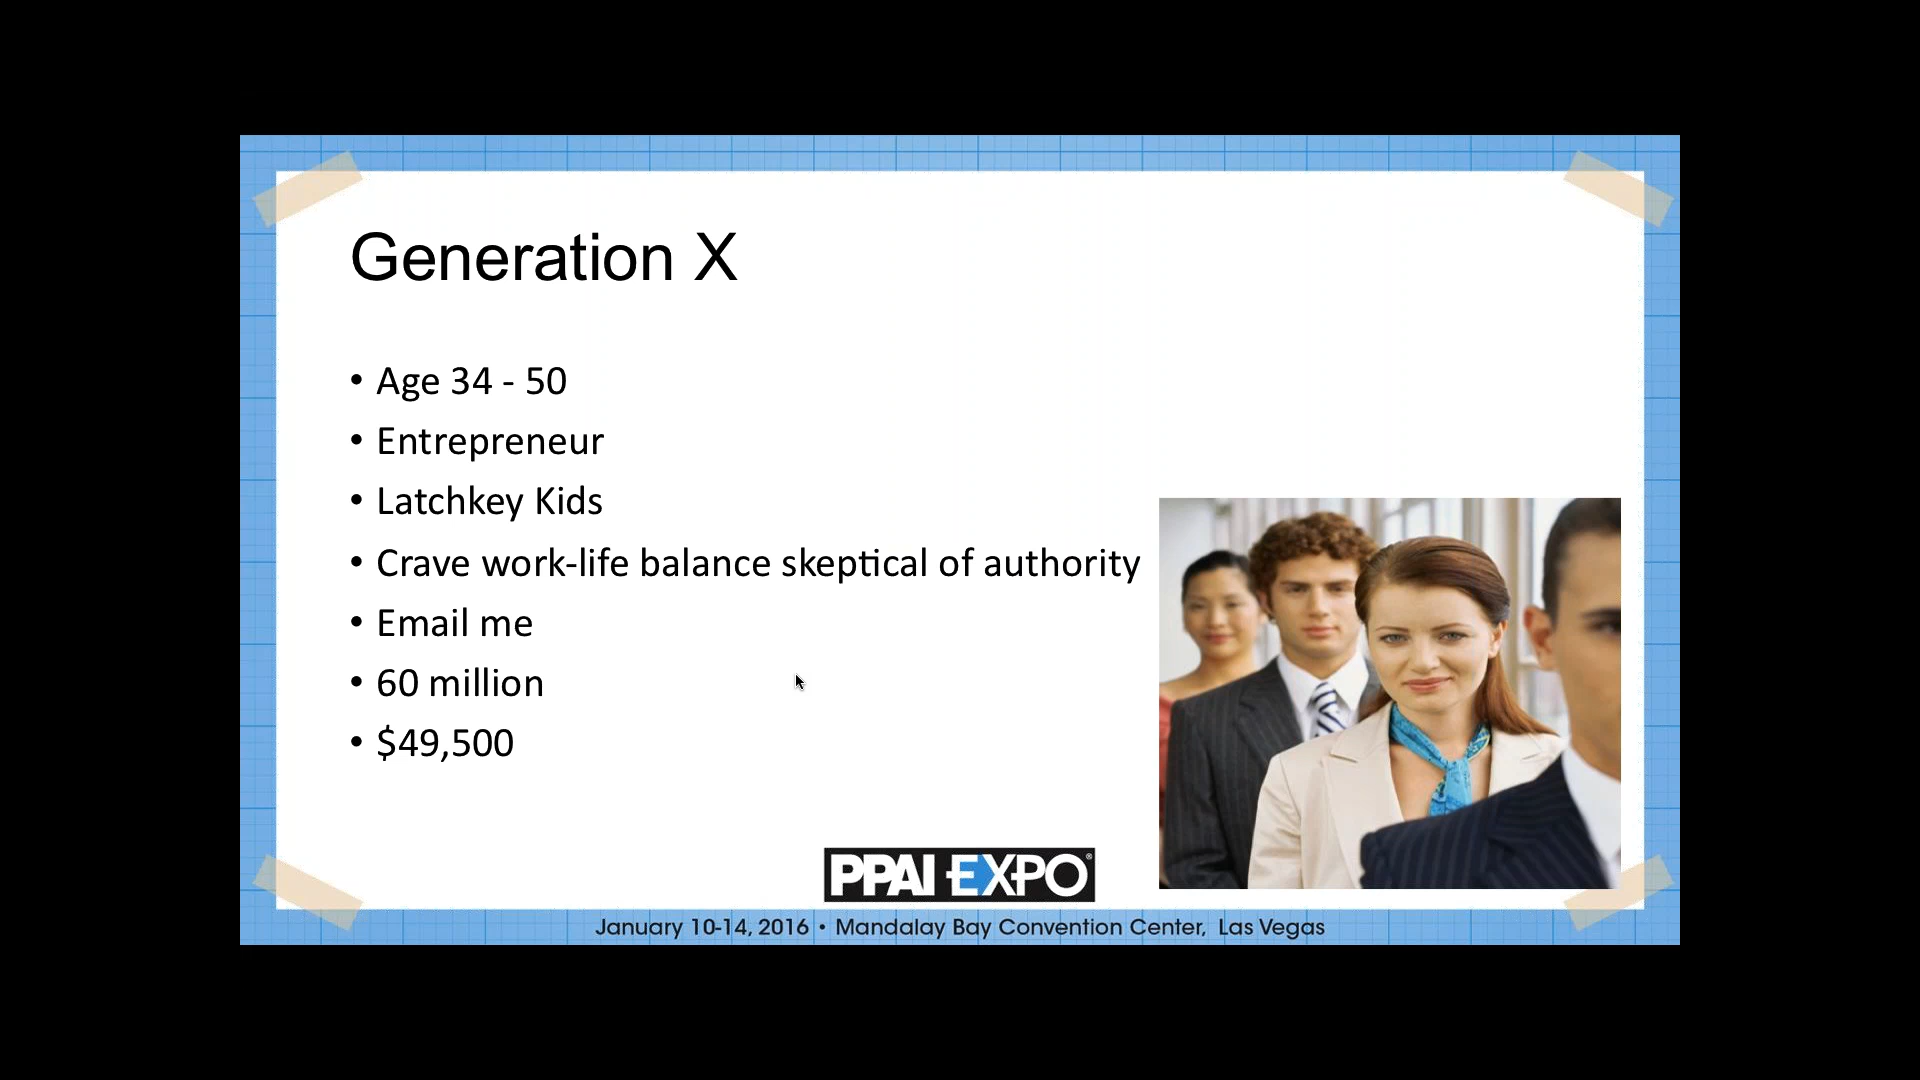 Generation X
• Age 34 - 50
• Entrepreneur
• Latchkey Kids
• Crave work-life balance skeptical of authority
• Email me
• 60 million
• $49,500
PPAI EXPO®
January 10-14, 2016 • Mandalay Bay Convention Center, Las Vegas